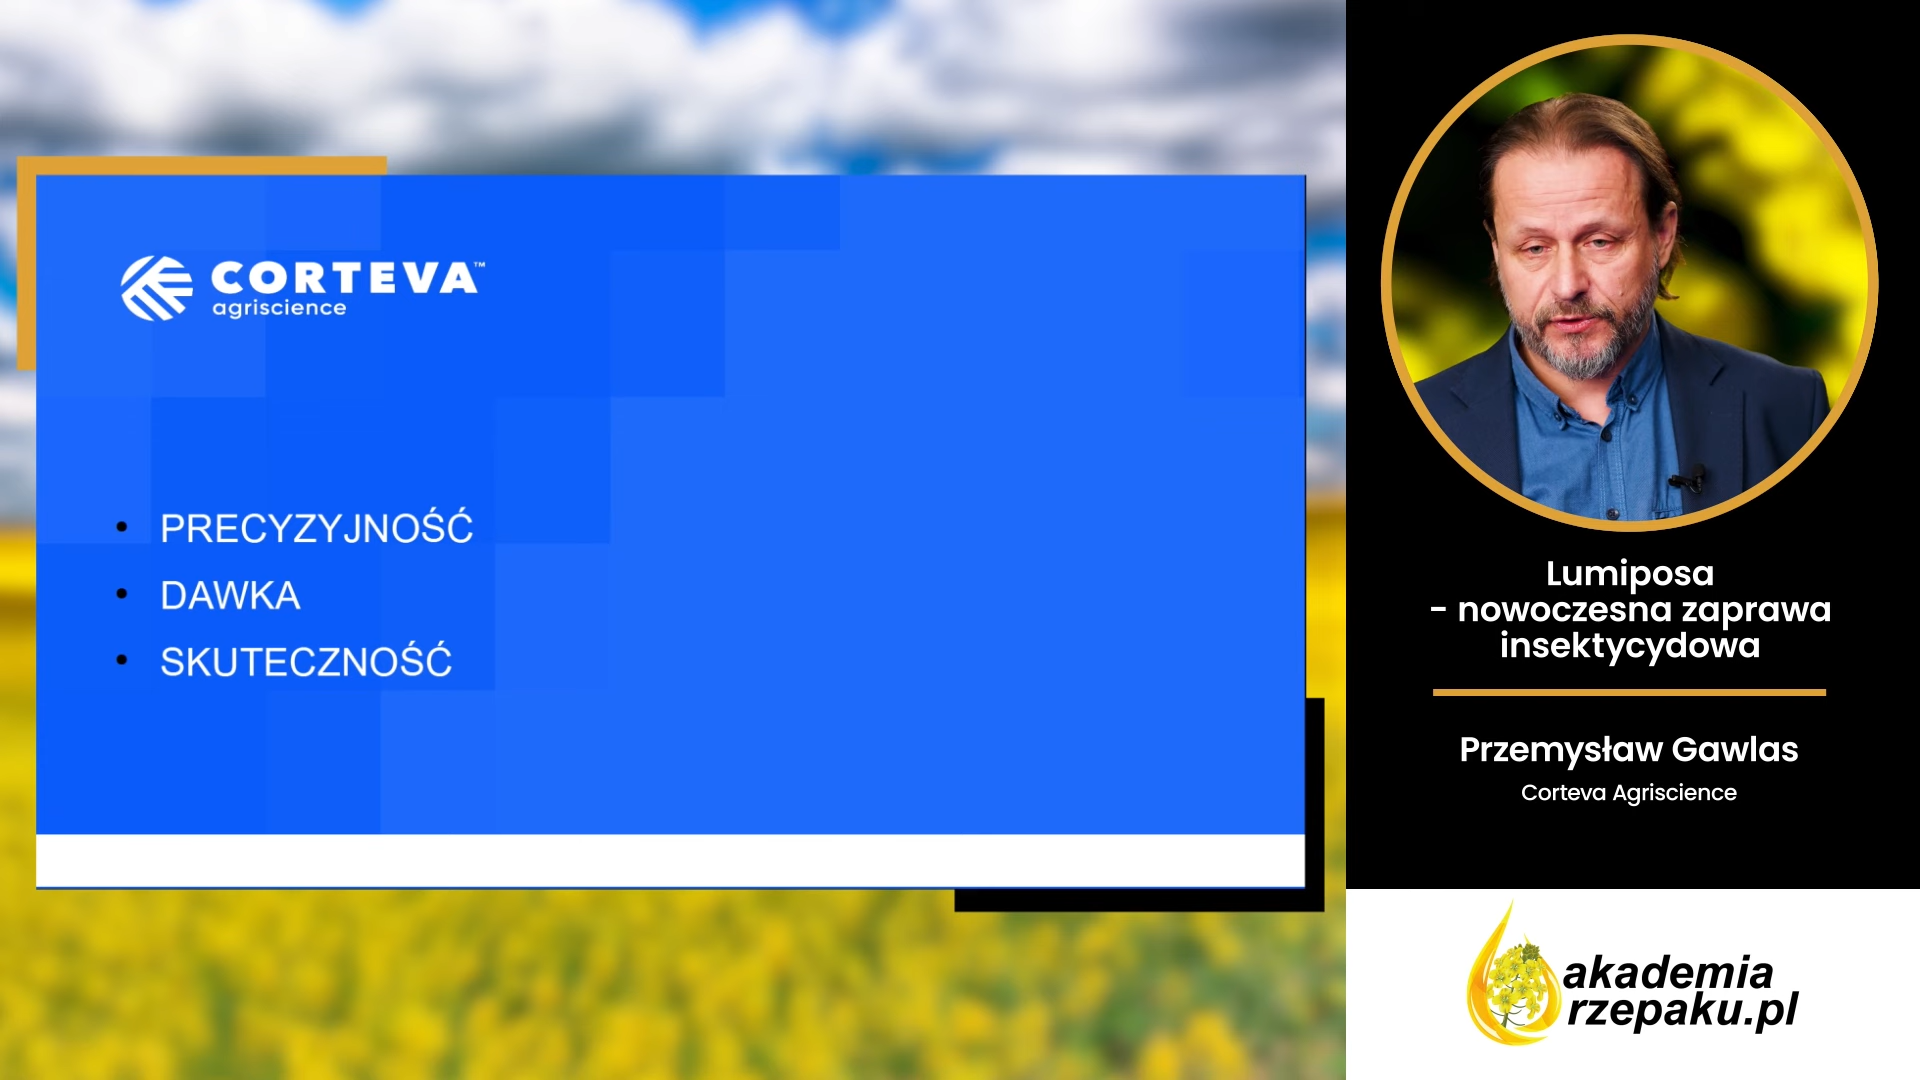 CORTEVA™
agriscience
• PRECYZYJNOŚĆ
• DAWKA
• SKUTECZNOŚĆ
Lumiposa
- nowoczesna zaprawa
insektycydowa
Przemysław Gawlas
Corteva Agriscience
akademia
rzepaku.pl